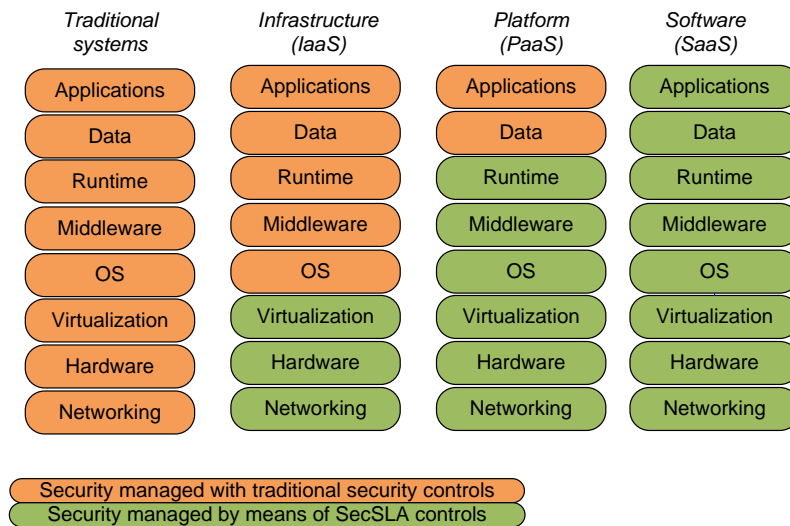 Traditional systems
Infrastructure (IaaS)
Platform (PaaS)
Software (SaaS)
Applications
Applications
Applications
Applications
Data
Data
Data
Data
Runtime
Runtime
Runtime
Runtime
Middleware
Middleware
Middleware
Middleware
OS
OS
OS
OS
Virtualization
Virtualization
Virtualization
Virtualization
Hardware
Hardware
Hardware
Hardware
Networking
Networking
Networking
Networking
Security managed with traditional security controls
Security managed by means of SecSLA controls